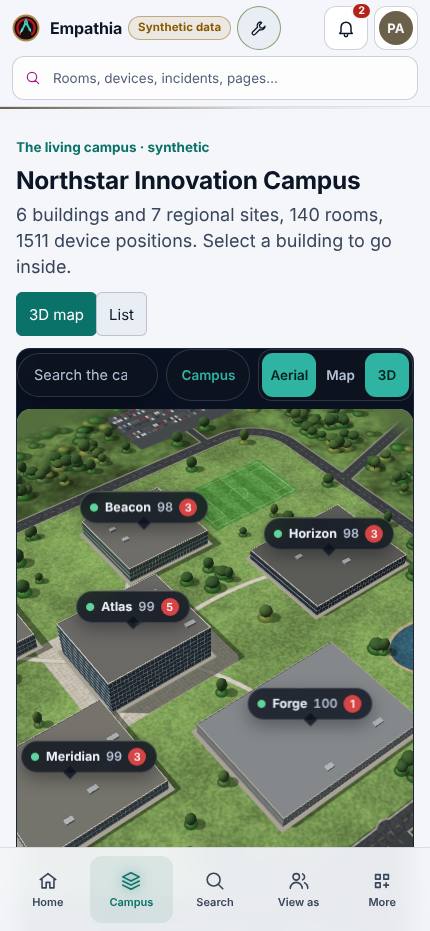 Empathia
Synthetic data
2
PA
Rooms, devices, incidents, pages...
The living campus · synthetic
Northstar Innovation Campus
6 buildings and 7 regional sites, 140 rooms,
1511 device positions. Select a building to go
inside.
3D map
List
Search the ca
Campus
Aerial
Map
3D
Beacon 98 3
Horizon 98 3
Atlas 99 5
Forge 100 1
Meridian 99 3
Home
Campus
Search
View as
More